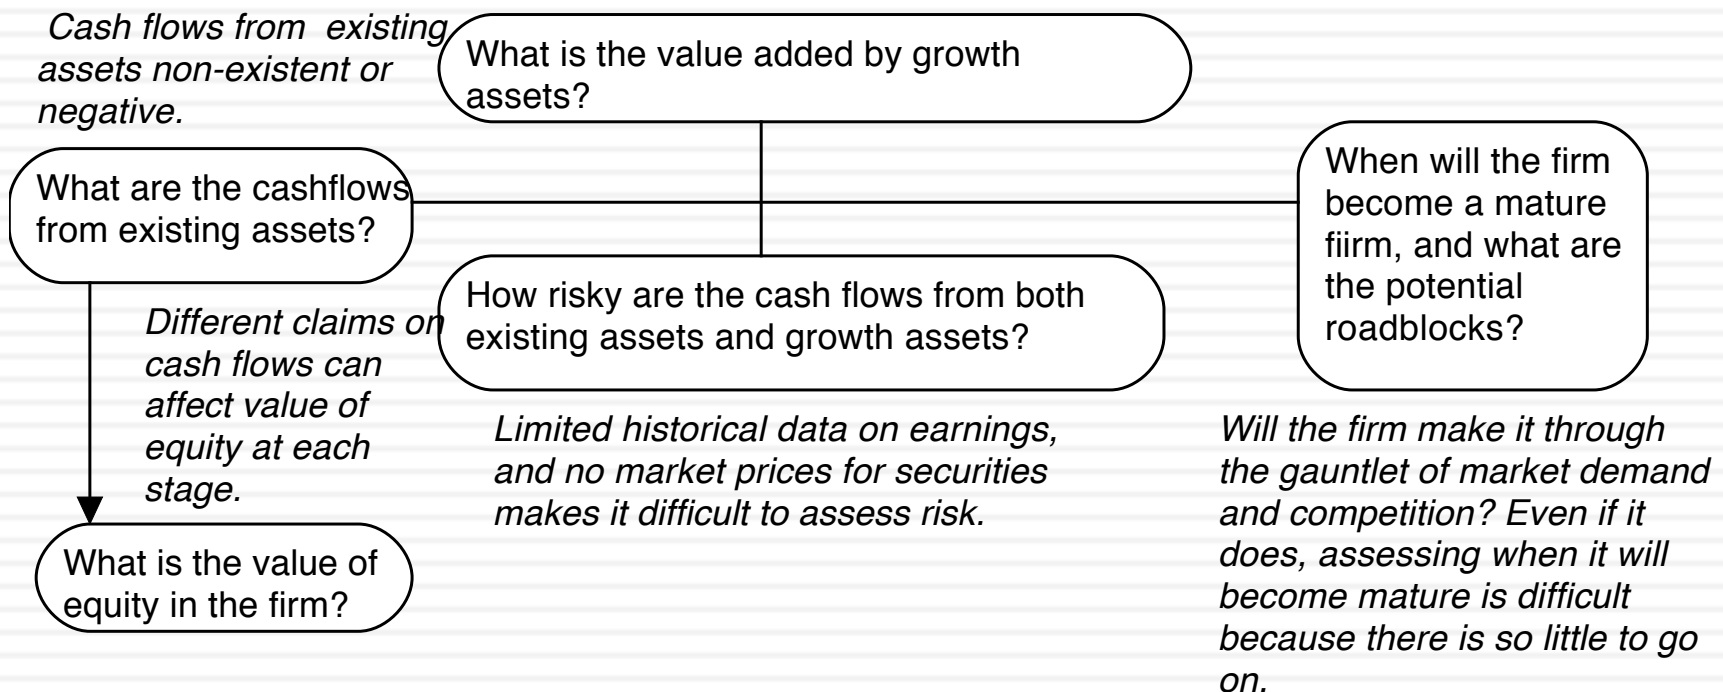 Cash flows from existing
assets non-existent or
negative.
What is the value added by growth
assets?
What are the cashflows
from existing assets?
When will the firm
become a mature
fiirm, and what are
the potential
roadblocks?
How risky are the cash flows from both
existing assets and growth assets?
Different claims on
cash flows can
affect value of
equity at each
stage.
Limited historical data on earnings,
and no market prices for securities
makes it difficult to assess risk.
Will the firm make it through
the gauntlet of market demand
and competition? Even if it
does, assessing when it will
become mature is difficult
because there is so little to go
on.
What is the value of
equity in the firm?